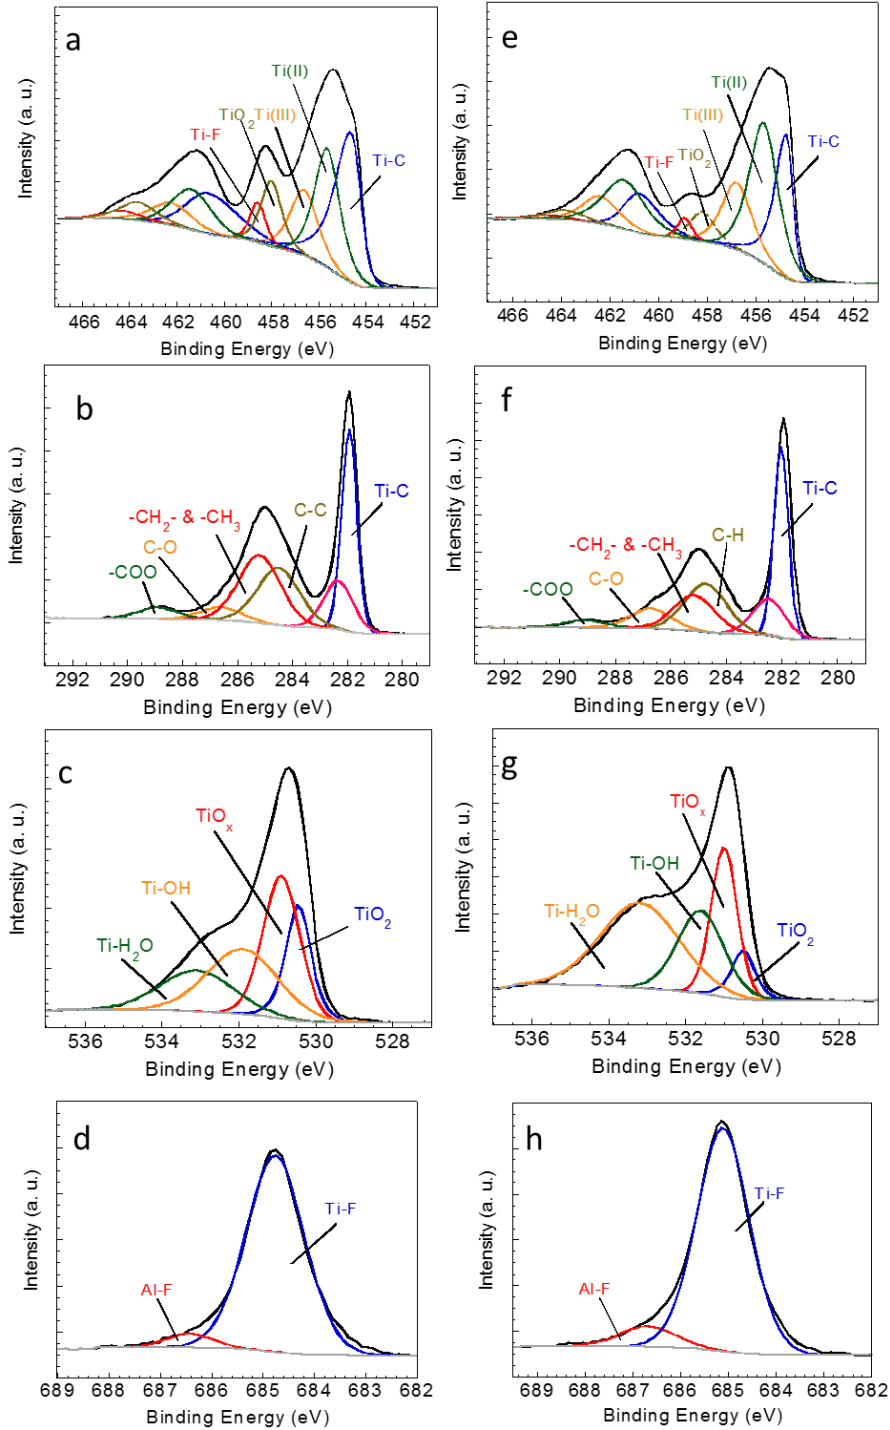 a
Intensity (a. u.)
Ti(II)
TiO2 Ti(III)
Ti-F
Ti-C
466 464 462 460 458 456 454 452
Binding Energy (eV)
e
Intensity (a. u.)
Ti(II)
Ti(III)
Ti-F
TiO2
Ti-C
466 464 462 460 458 456 454 452
Binding Energy (eV)
b
Intensity (a. u.)
Ti-C
-CH2- & -CH3
C-C
C-O
-COO
292 290 288 286 284 282 280
Binding Energy (eV)
f
Intensity (a. u.)
Ti-C
-CH2- & -CH3
C-H
C-O
-COO
292 290 288 286 284 282 280
Binding Energy (eV)
c
Intensity (a. u.)
TiOx
Ti-OH
TiO2
Ti-H2O
536 534 532 530 528
Binding Energy (eV)
g
Intensity (a. u.)
TiOx
Ti-OH
Ti-H2O
TiO2
536 534 532 530 528
Binding Energy (eV)
d
Intensity (a. u.)
Ti-F
Al-F
689 688 687 686 685 684 683 682
Binding Energy (eV)
h
Intensity (a. u.)
Ti-F
Al-F
689 688 687 686 685 684 683 682
Binding Energy (eV)